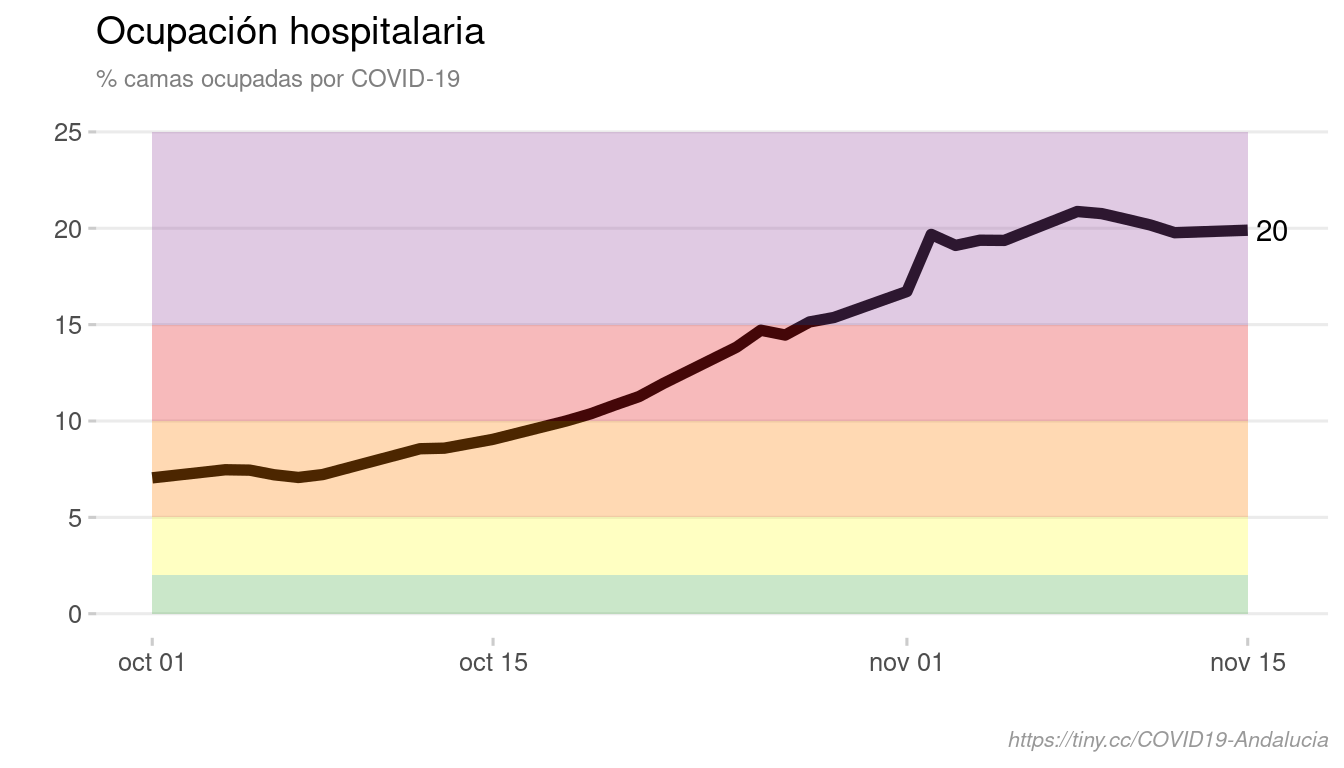 Ocupación hospitalaria
% camas ocupadas por COVID-19
25
20
20
15
10
5
0
oct 01
oct 15
nov 01
nov 15
https://tiny.cc/COVID19-Andalucia